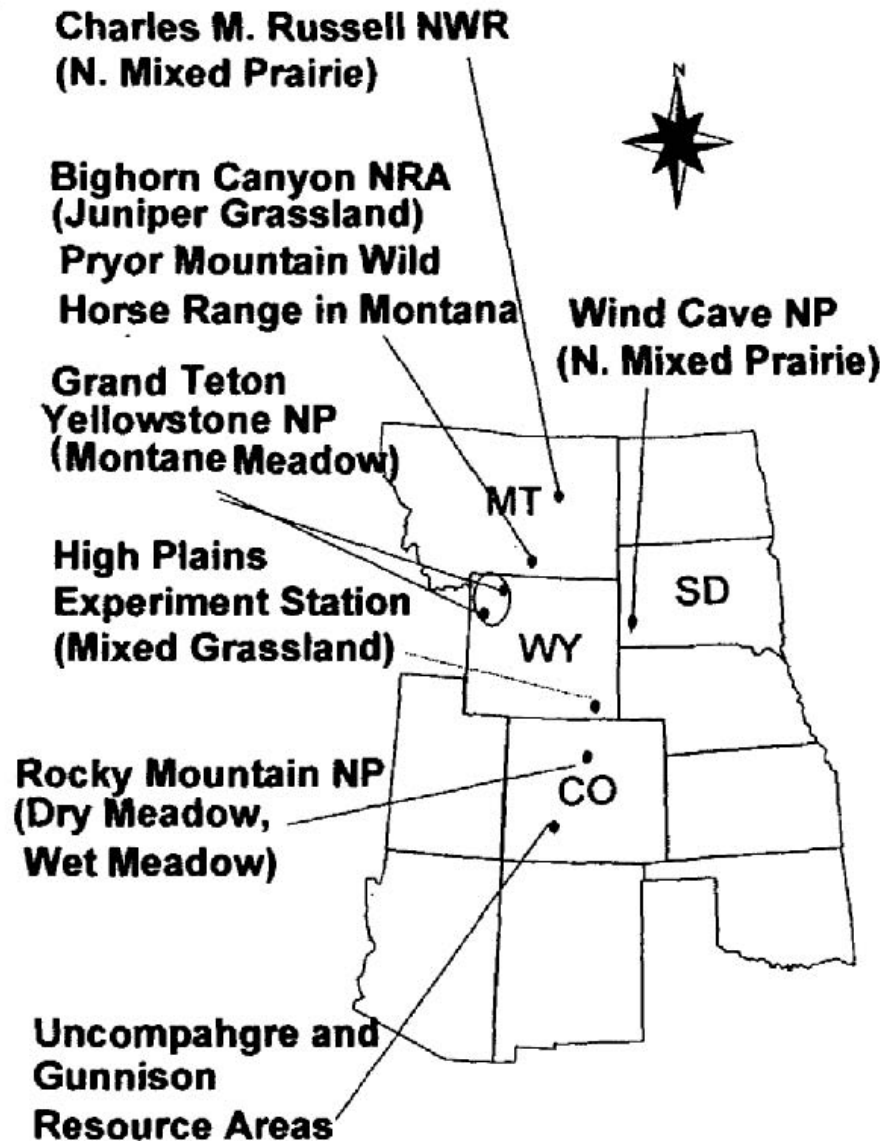 Charles M. Russell NWR
(N. Mixed Prairie)
N
Bighorn Canyon NRA
(Juniper Grassland)
Pryor Mountain Wild
Horse Range in Montana
Wind Cave NP
(N. Mixed Prairie)
Grand Teton
Yellowstone NP
(Montane Meadow)
MT
High Plains
Experiment Station
(Mixed Grassland)
SD
WY
Rocky Mountain NP
(Dry Meadow,
Wet Meadow)
CO
Uncompahgre and
Gunnison
Resource Areas